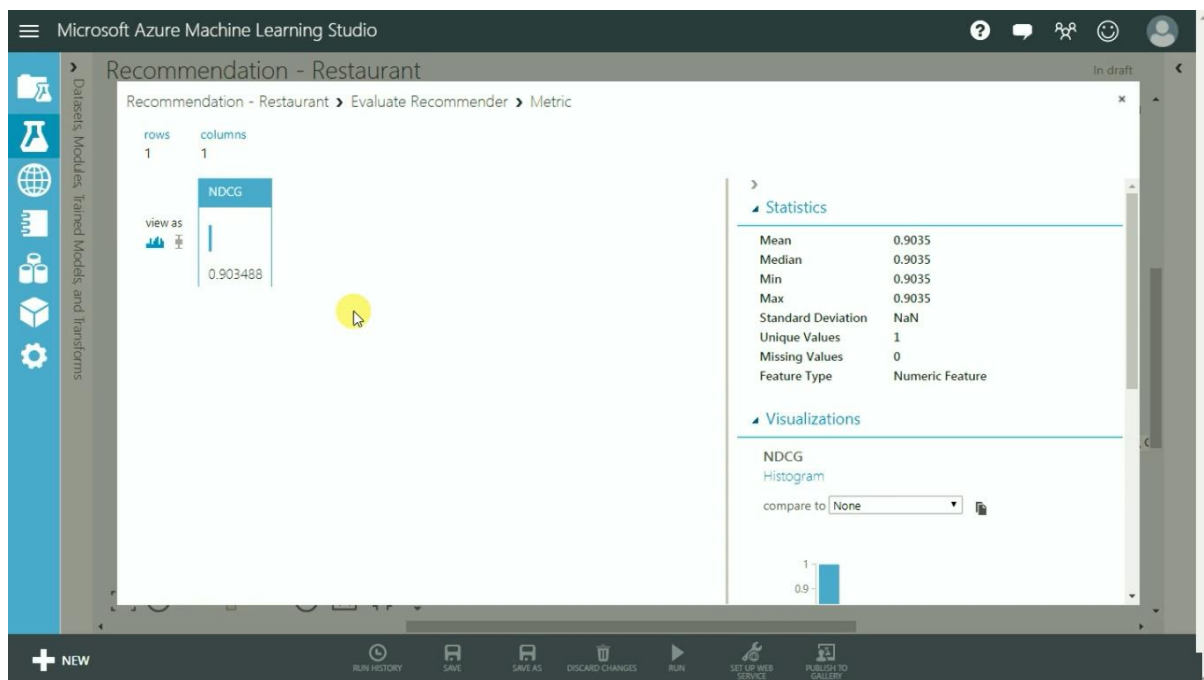 Microsoft Azure Machine Learning Studio
?
Recommendation - Restaurant
In draft
Datasets, Modules, Trained Models, and Transforms
Recommendation - Restaurant > Evaluate Recommender > Metric
rows columns
1 1
NDCG
view as
0.903488
Statistics
Mean 0.9035
Median 0.9035
Min 0.9035
Max 0.9035
Standard Deviation NaN
Unique Values 1
Missing Values 0
Feature Type Numeric Feature
Visualizations
NDCG
Histogram
compare to None
1
0.9
NEW
RUN HISTORY
SAVE
SAVE AS
DISCARD CHANGES
RUN
SET UP WEB
SERVICE
PUBLISH TO
GALLERY